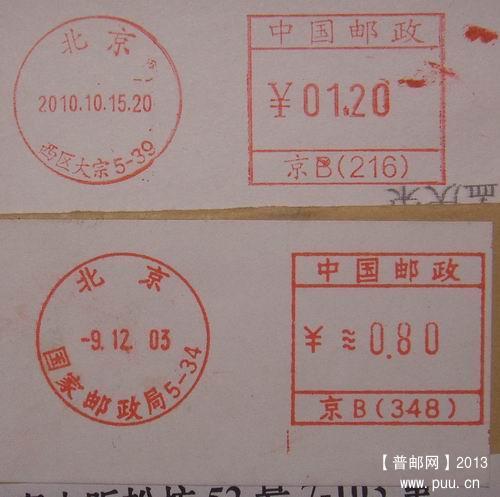 北京
2010.10.15.20
西区大宗5-39
中国邮政
¥01.20
京B(216)
北京
-9.12 03
国家邮政局5-34
中国邮政
¥≈0.80
京B(348)
【普邮网】2013
www.puu.cn